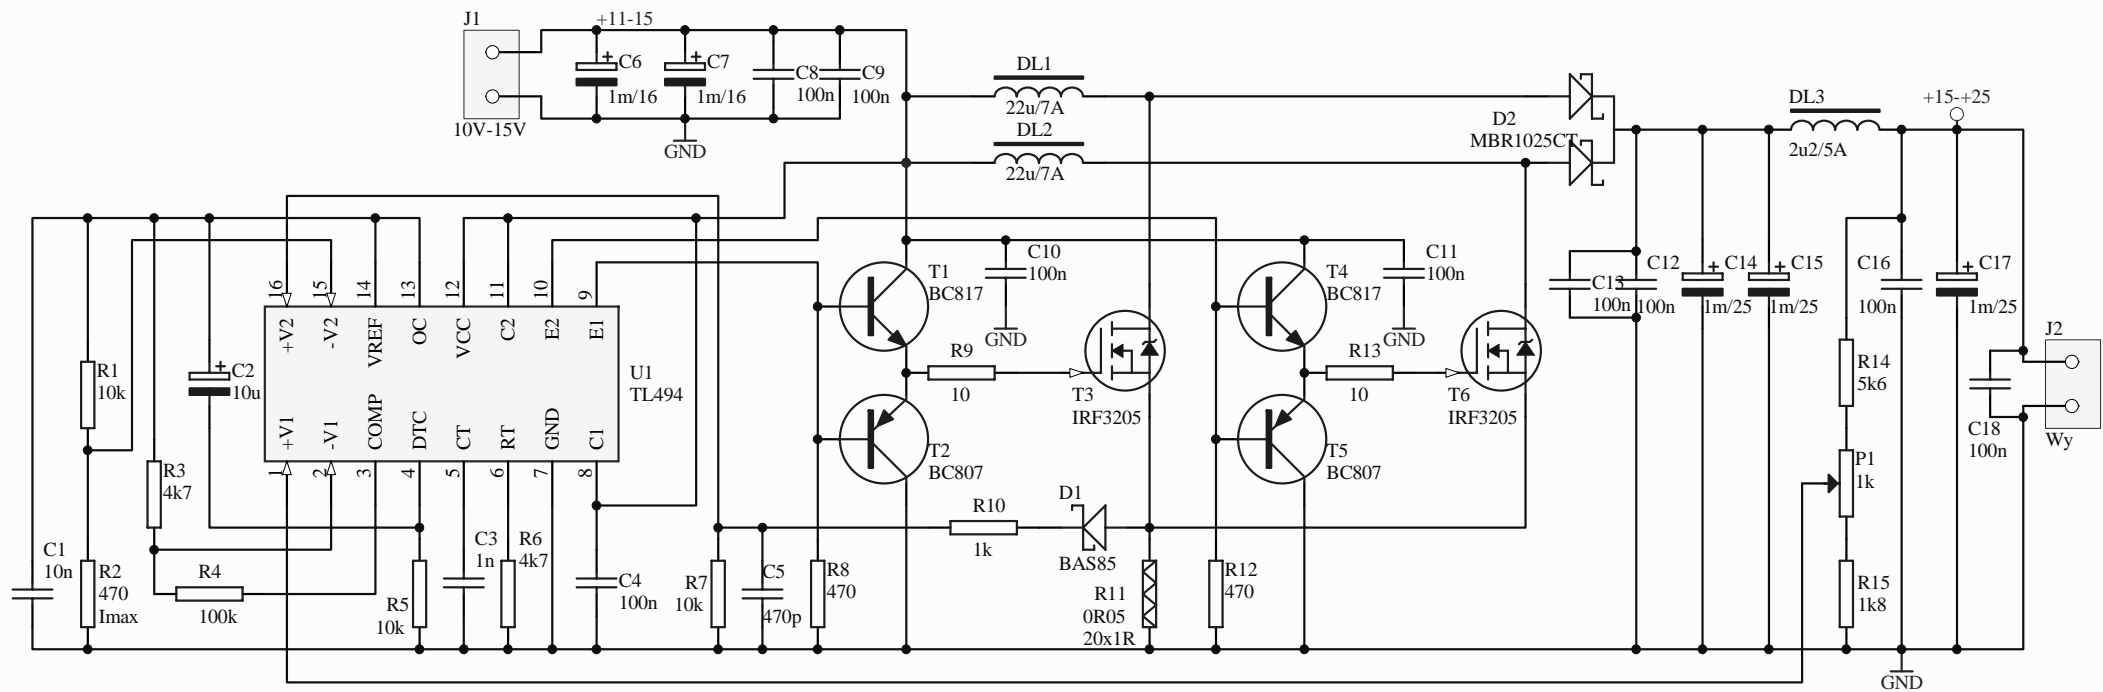 J1
10V-15V
+11-15
C6
1m/16
C7
1m/16
C8
100n
C9
100n
GND
DL1
22u/7A
DL2
22u/7A
D2
MBR1025CT
DL3
2u2/5A
+15-+25
16
15
14
13
12
11
10
9
+V2
-V2
VREF
OC
VCC
C2
E2
E1
U1
TL494
+V1
-V1
COMP
DTC
CT
RT
GND
C1
1
2
3
4
5
6
7
8
R1
10k
C2
10u
R3
4k7
C1
10n
R2
470
Imax
R4
100k
R5
10k
C3
1n
R6
4k7
C4
100n
R7
10k
C5
470p
R8
470
T1
BC817
C10
100n
GND
T2
BC807
R9
10
T3
IRF3205
R10
1k
D1
BAS85
R11
0R05
20x1R
R12
470
T4
BC817
C11
100n
GND
T5
BC807
R13
10
T6
IRF3205
C13
100n
C12
100n
C14
1m/25
C15
1m/25
C16
100n
C17
1m/25
R14
5k6
P1
1k
R15
1k8
C18
100n
J2
Wy
GND